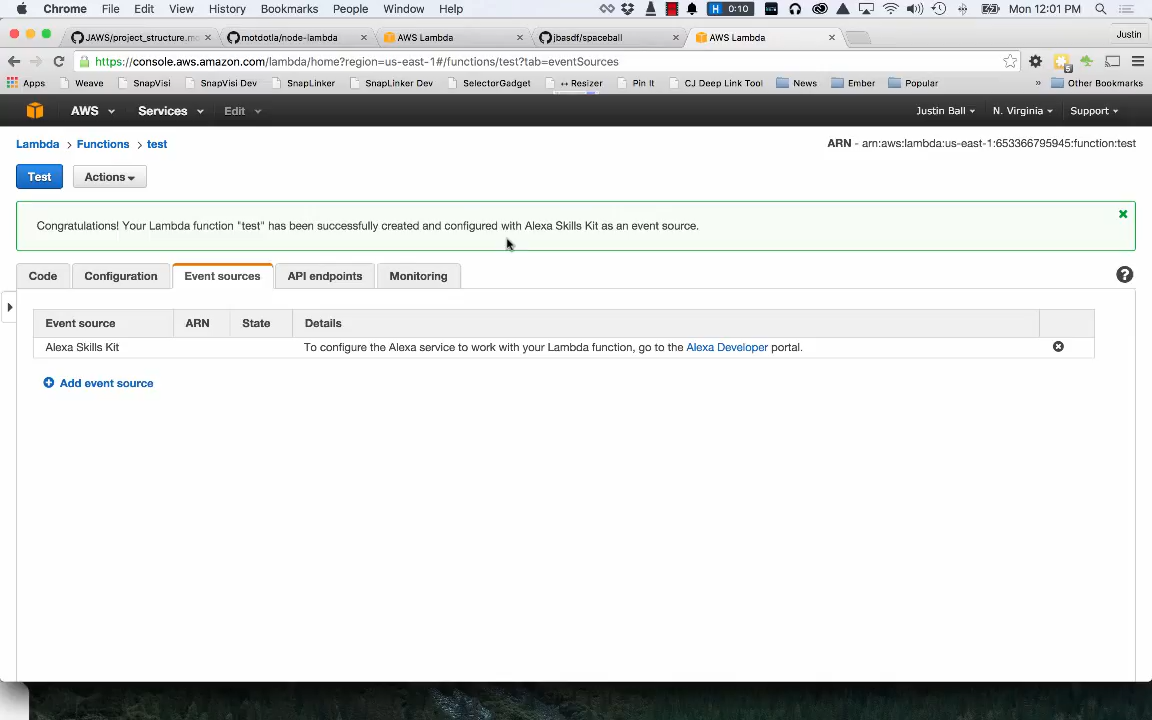 Chrome File Edit View History Bookmarks People Window Help H 0:10 Mon 12:01 PM
JAWS/project_structure.m × motdotla/node-lambda × AWS Lambda × jbasdf/spaceball × AWS Lambda × Justin
https://console.aws.amazon.com/lambda/home?region=us-east-1#/functions/test?tab=eventSources 5
Apps Weave SnapVisi SnapVisi Dev SnapLinker SnapLinker Dev SelectorGadget ↔ Resizer Pin It CJ Deep Link Tool News Ember Popular » Other Bookmarks
AWS Services Edit Justin Ball N. Virginia Support
Lambda > Functions > test ARN - arn:aws:lambda:us-east-1:653366795945:function:test
Test Actions
Congratulations! Your Lambda function "test" has been successfully created and configured with Alexa Skills Kit as an event source.
Code Configuration Event sources API endpoints Monitoring ?
Event source ARN State Details
Alexa Skills Kit To configure the Alexa service to work with your Lambda function, go to the Alexa Developer portal.
Add event source